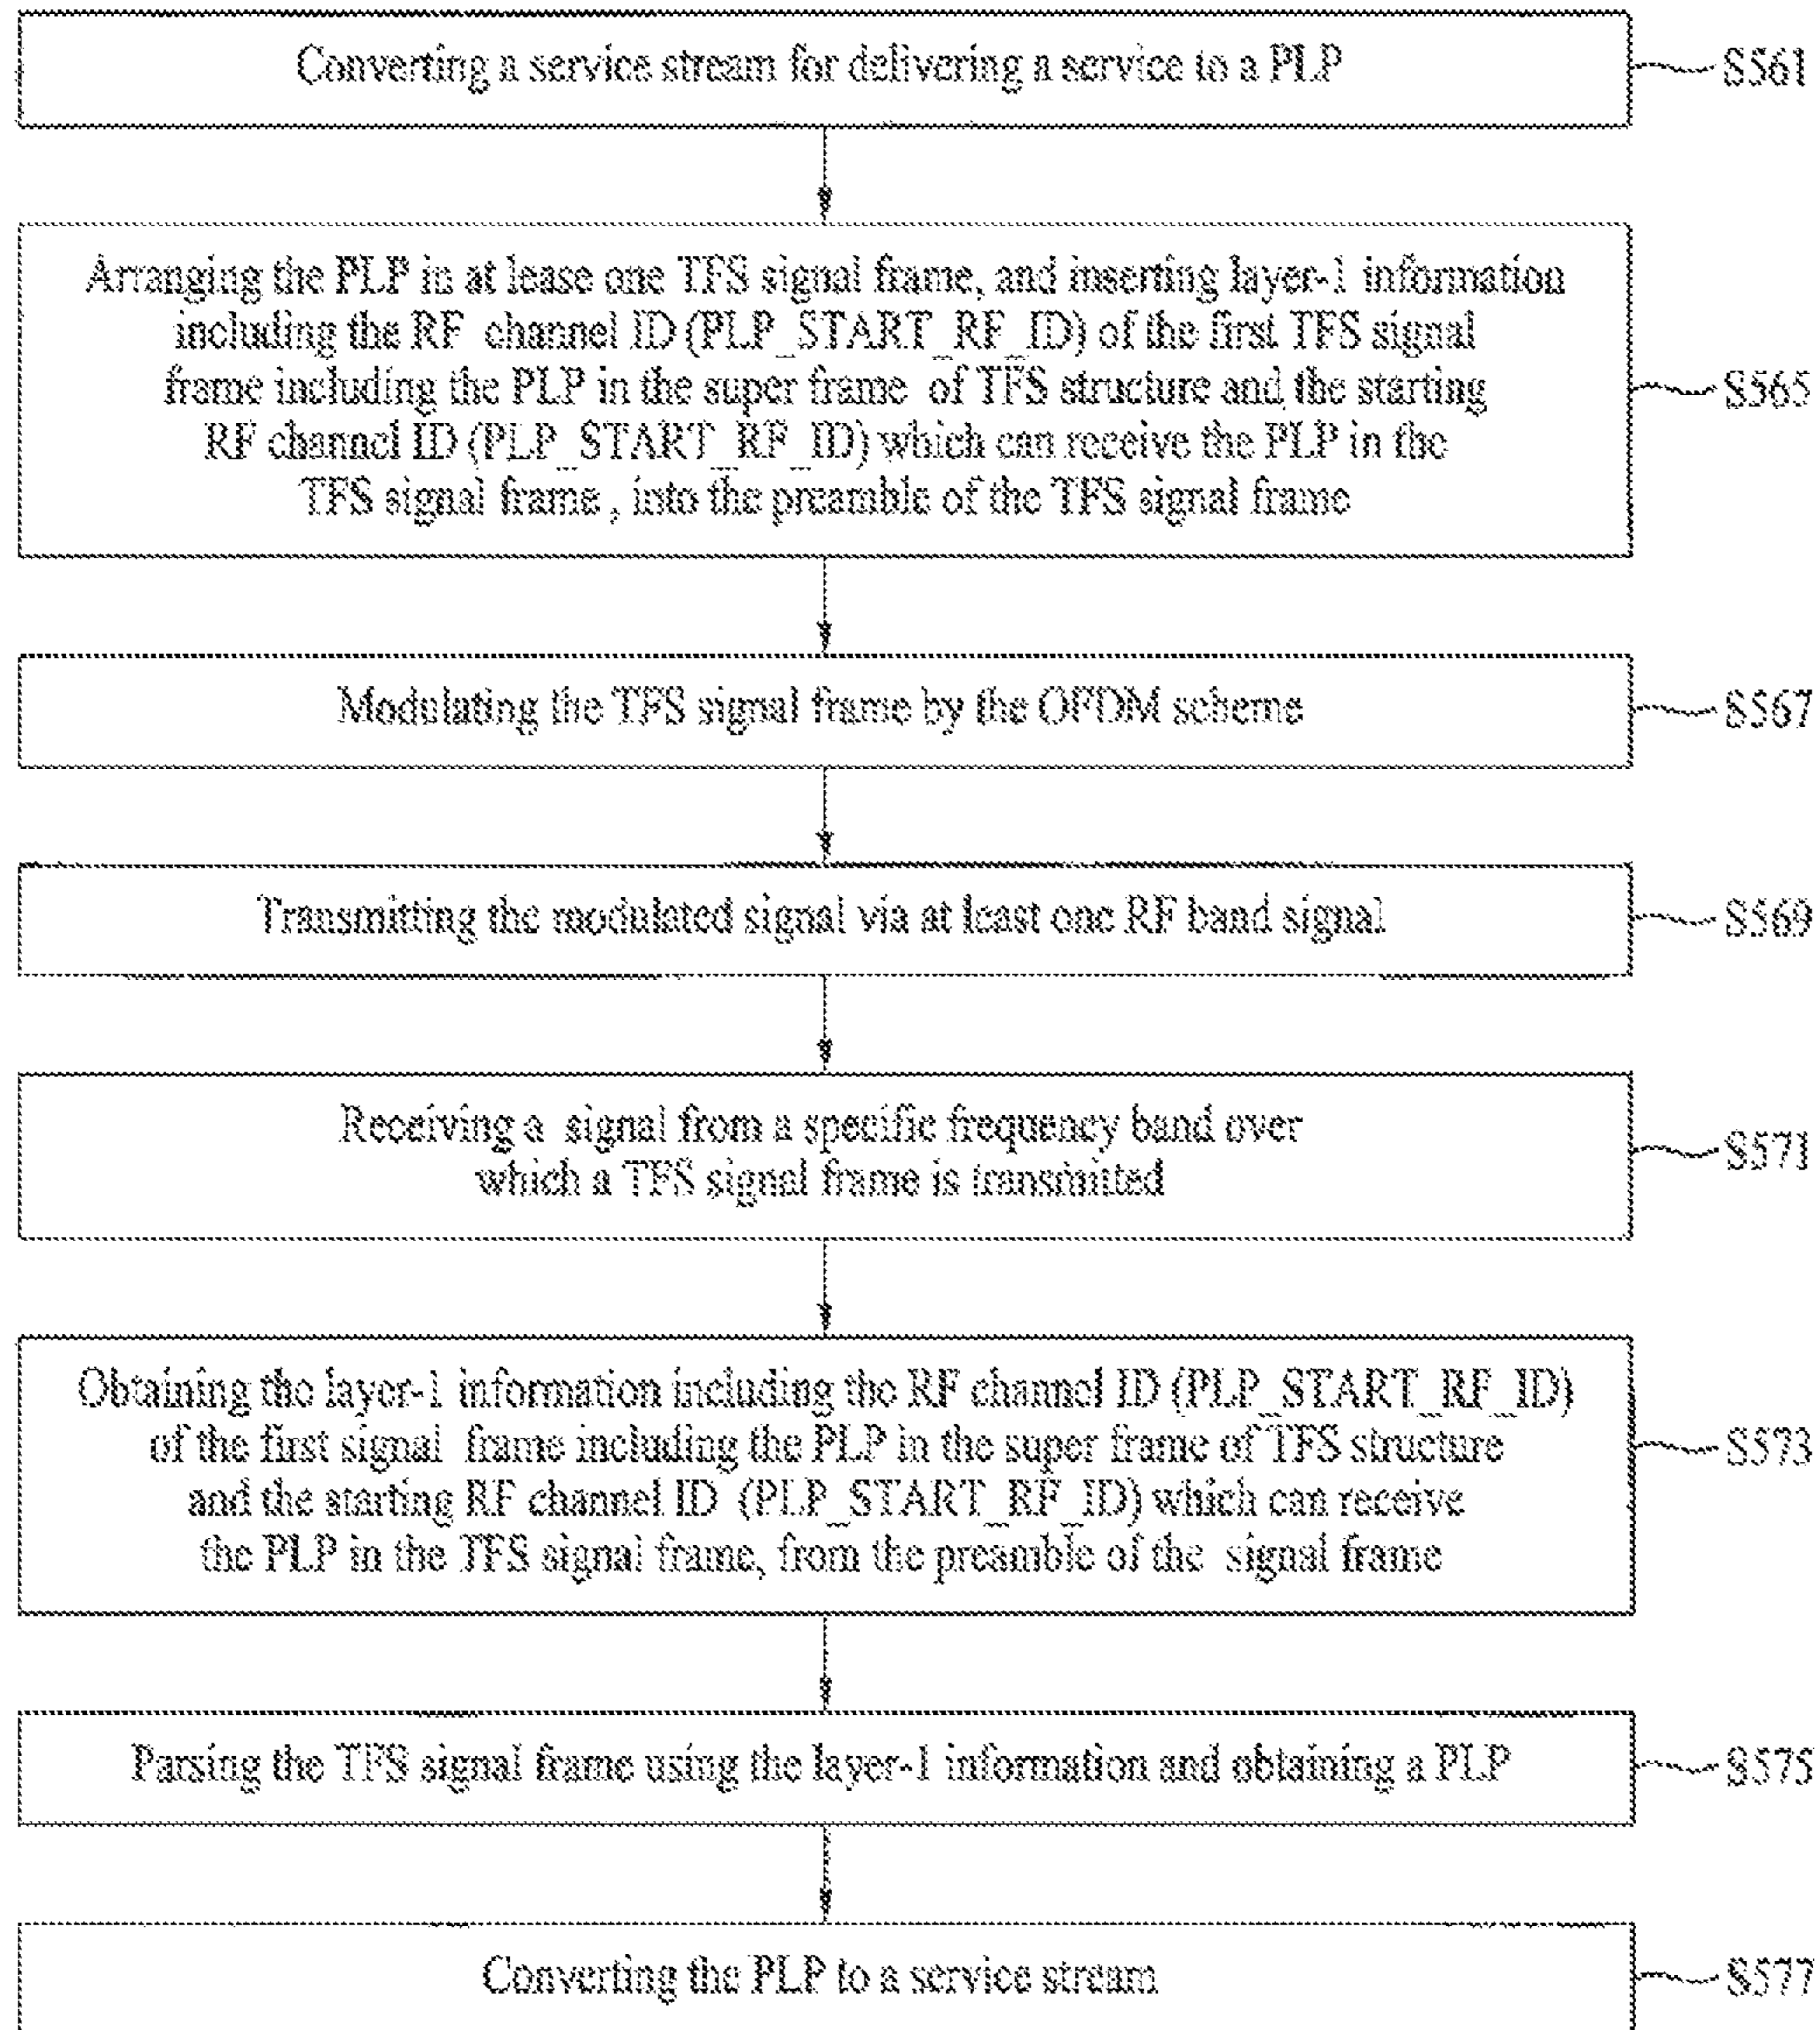 Converting a service stream for delivering a service to a PLP
S561
Arranging the PLP in at lease one TFS signal frame, and inserting layer-1 information
including the RF channel ID (PLP_START_RF_ID) of the first TFS signal
frame including the PLP in the super frame of TFS structure and the starting
RF channel ID (PLP_START_RF_ID) which can receive the PLP in the
TFS signal frame , into the preamble of the TFS signal frame
S565
Modulating the TFS signal frame by the OFDM scheme
S567
Transmitting the modulated signal via at least one RF band signal
S569
Receiving a signal from a specific frequency band over
which a TFS signal frame is transmitted
S571
Obtaining the layer-1 information including the RF channel ID (PLP_START_RF_ID)
of the first signal frame including the PLP in the super frame of TFS structure
and the starting RF channel ID (PLP_START_RF_ID) which can receive
the PLP in the TFS signal frame, from the preamble of the signal frame
S573
Parsing the TFS signal frame using the layer-1 information and obtaining a PLP
S575
Converting the PLP to a service stream
S577